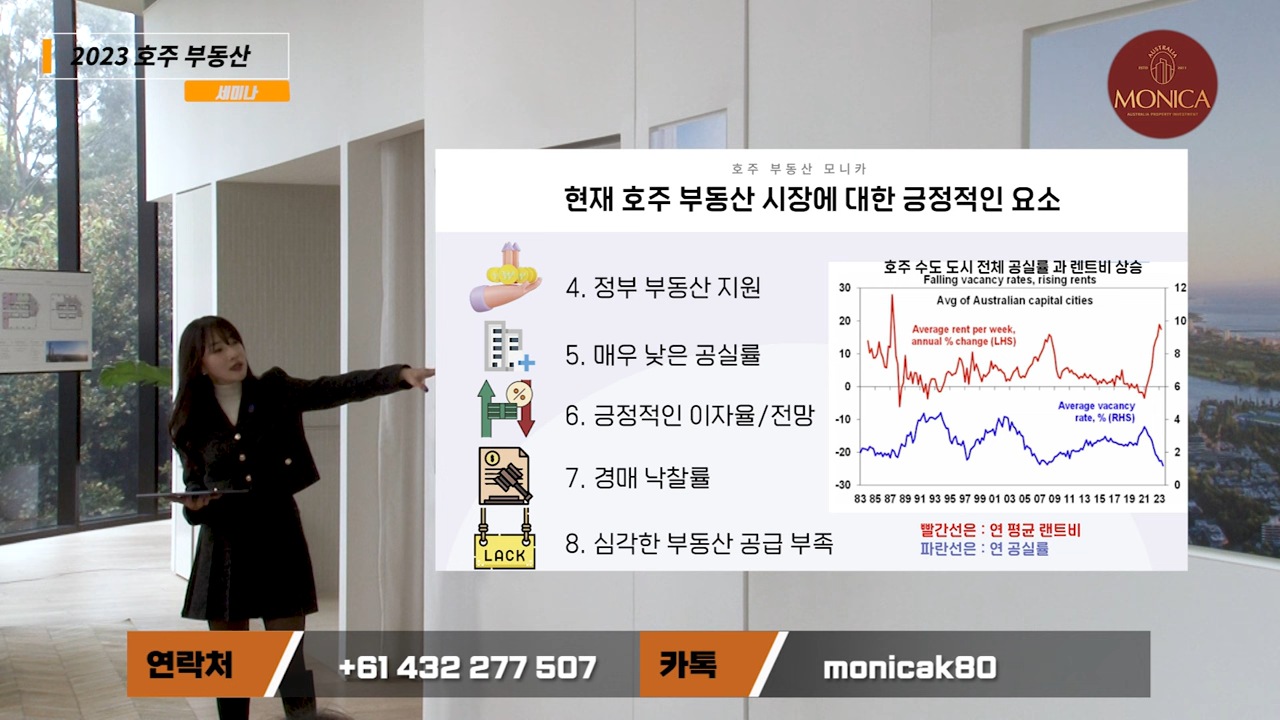 2023 호주 부동산
세미나
AUSTRALIA
MONICA
AUSTRALIA PROPERTY INVESTMENT
호주 부동산 모니카
현재 호주 부동산 시장에 대한 긍정적인 요소
4. 정부 부동산 지원
5. 매우 낮은 공실률
6. 긍정적인 이자율/전망
7. 경매 낙찰률
LACK
8. 심각한 부동산 공급 부족
호주 수도 도시 전체 공실률 과 렌트비 상승
Falling vacancy rates, rising rents
Avg of Australian capital cities
Average rent per week,
annual % change (LHS)
Average vacancy
rate, % (RHS)
30
20
10
0
-10
-20
-30
12
10
8
6
4
2
0
83 85 87 89 91 93 95 97 99 01 03 05 07 09 11 13 15 17 19 21 23
빨간선은 : 연 평균 랜트비
파란선은 : 연 공실률
연락처
+61 432 277 507
카톡
monicak80